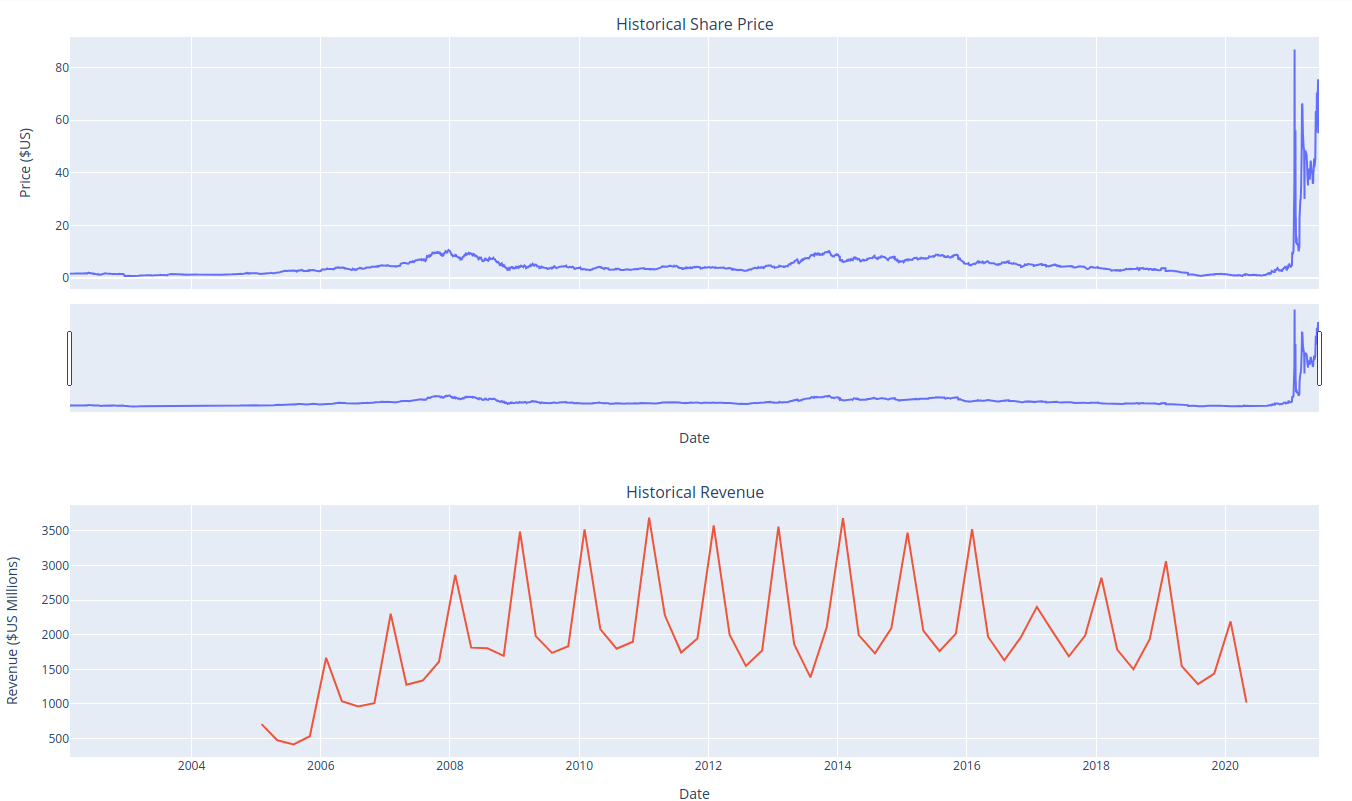 Historical Share Price
80
60
40
20
0
Price ($US)
Date
Historical Revenue
3500
3000
2500
2000
1500
1000
500
Revenue ($US Millions)
2004 2006 2008 2010 2012 2014 2016 2018 2020
Date